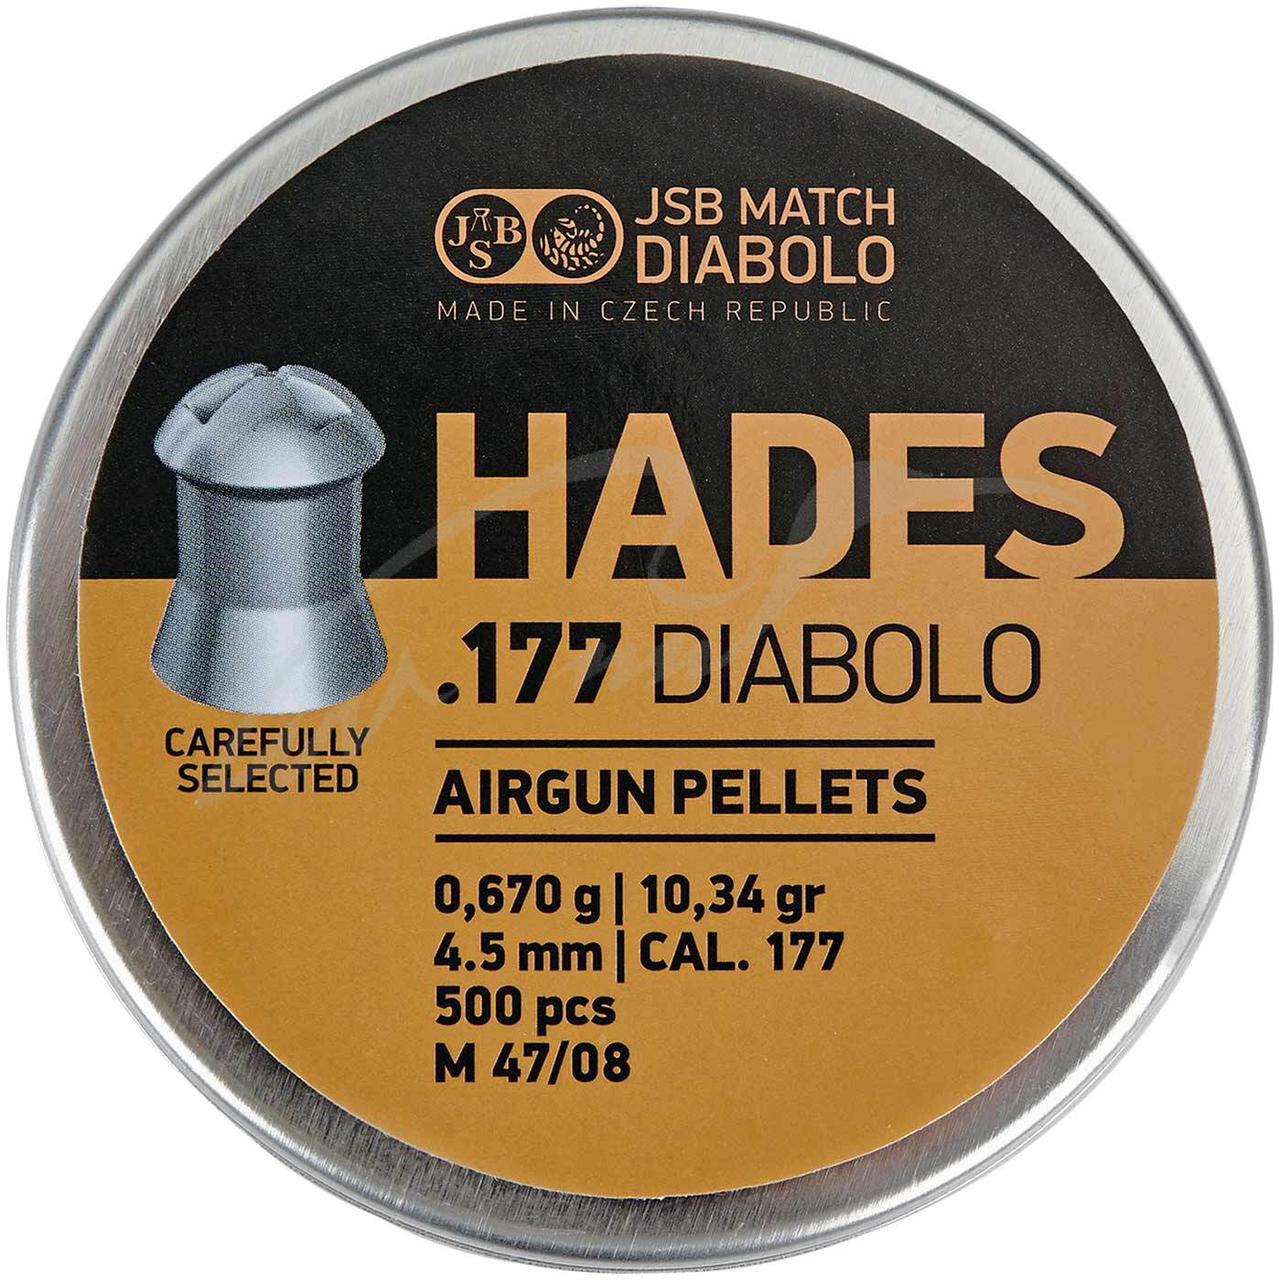 JSB
JSB MATCH
DIABOLO
MADE IN CZECH REPUBLIC
HADES
.177 DIABOLO
CAREFULLY
SELECTED
AIRGUN PELLETS
0,670 g | 10,34 gr
4.5 mm | CAL. 177
500 pcs
M 47/08